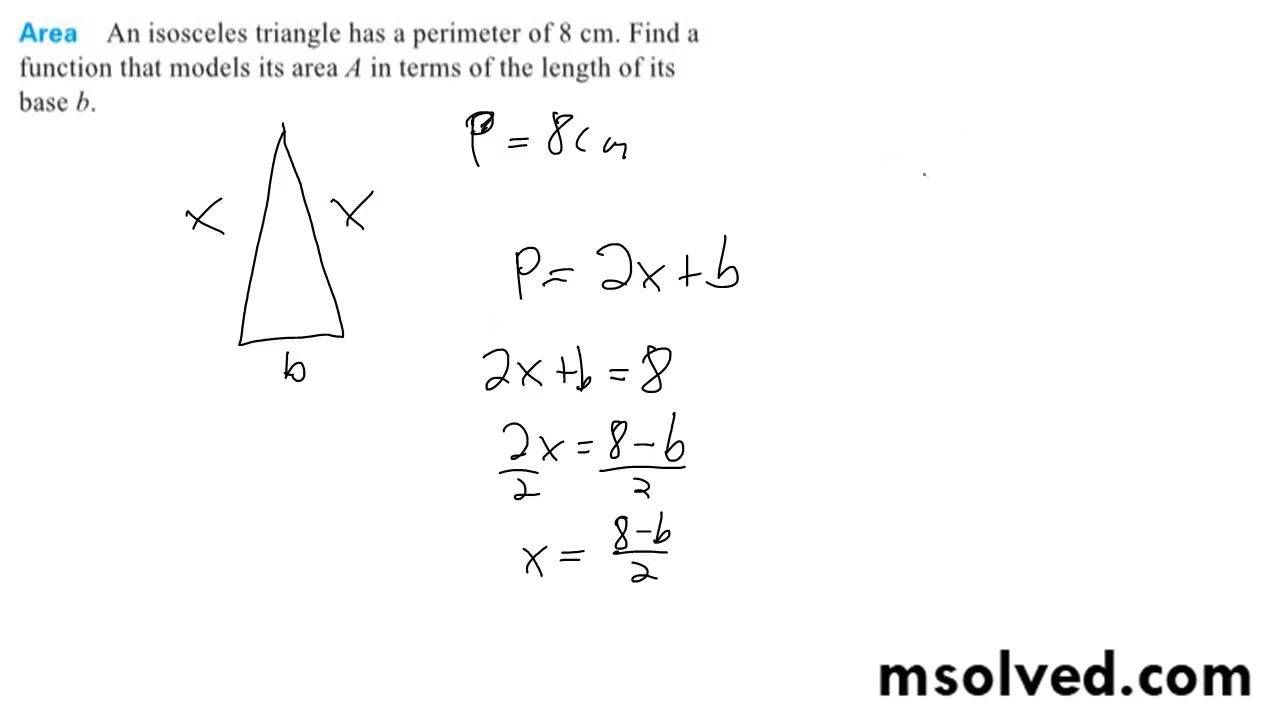 Area An isosceles triangle has a perimeter of 8 cm. Find a
function that models its area A in terms of the length of its
base b.
P = 8cm
x x
P = 2x + b
b
2x + b = 8
2x = 8 - b
2 2
x = 8 - b
2
msolved.com